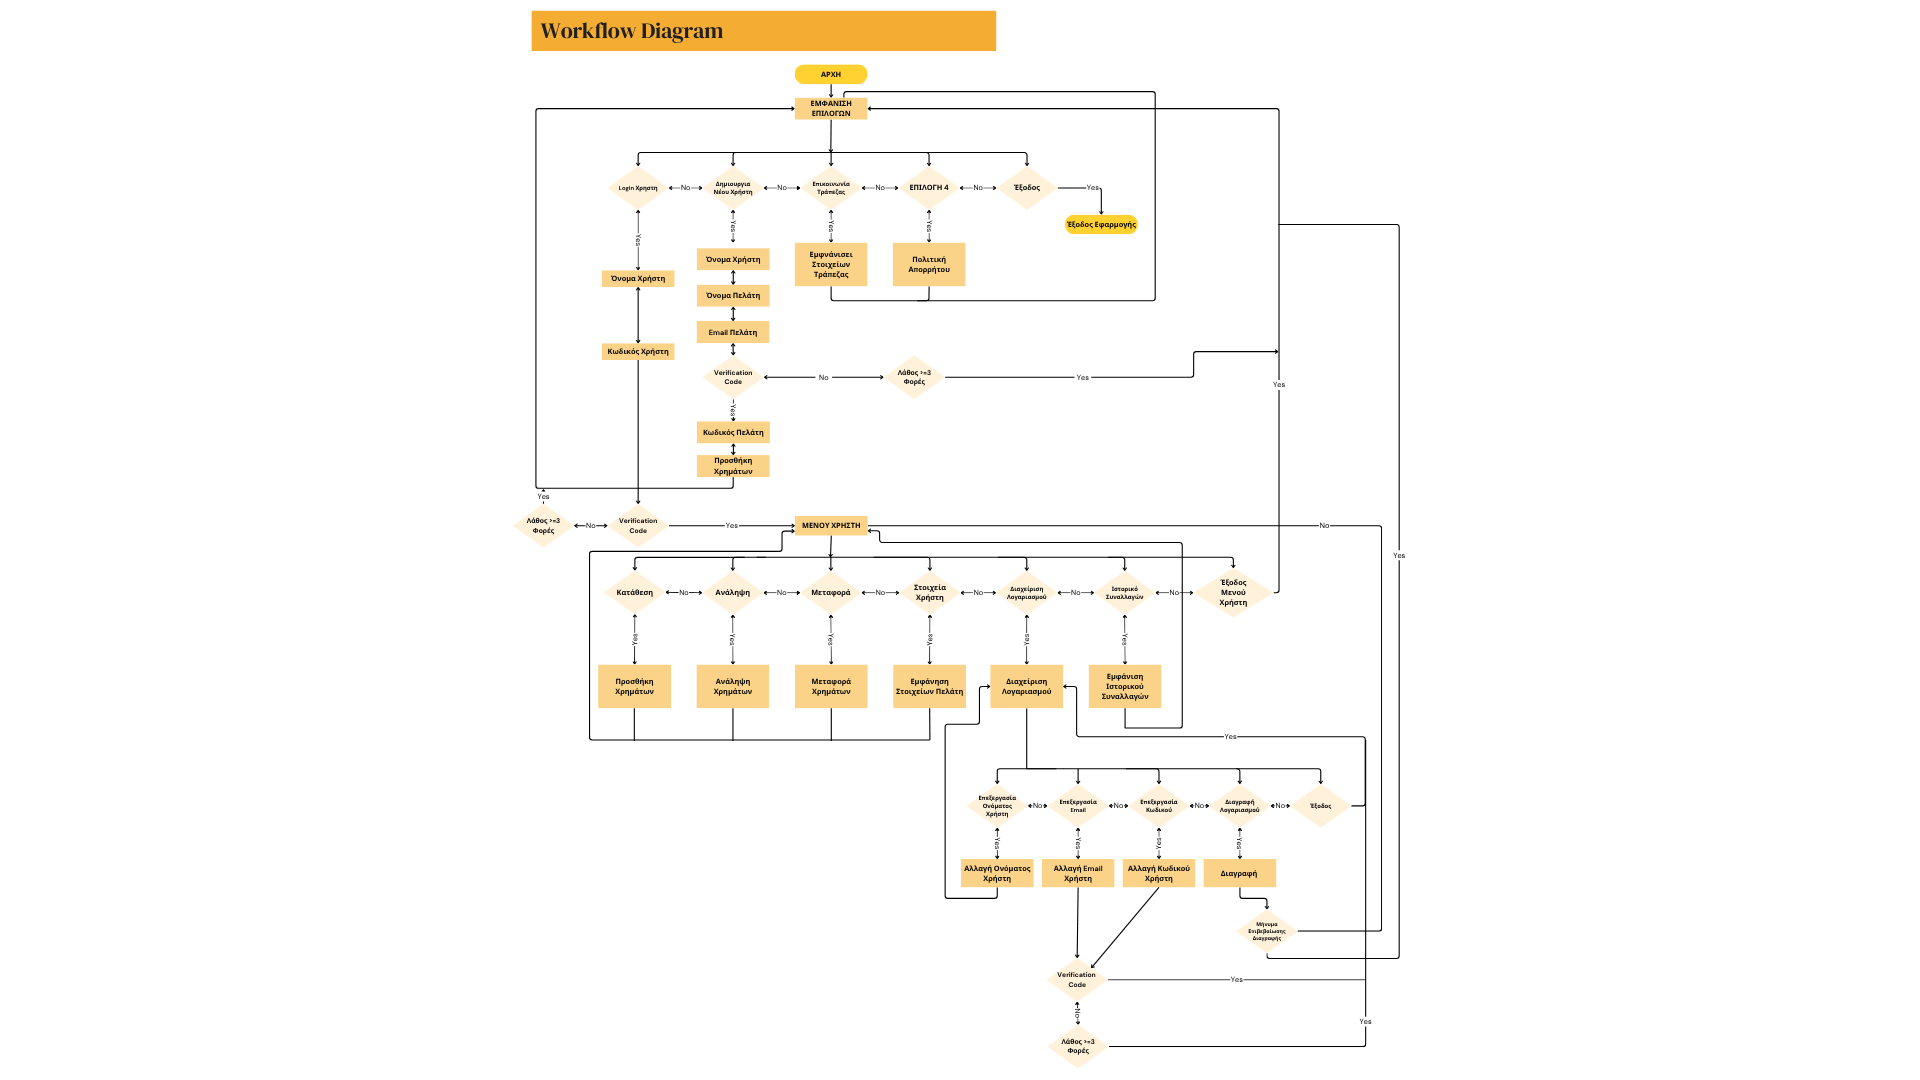 Workflow Diagram
ΑΡΧΗ
ΕΜΦΑΝΙΣΗ
ΕΠΙΛΟΓΩΝ
Login Χρηστη
No
Δημιουργια
Νέου Χρήστη
No
Επικοινωνία
Τράπεζας
No
ΕΠΙΛΟΓΗ 4
No
Έξοδος
Yes
Έξοδος Εφαρμογής
Yes
Yes
Yes
Yes
Όνομα Χρήστη
Όνομα Χρήστη
Εμφνάνισει
Στοιχείων
Τράπεζας
Πολιτική
Απορρήτου
Όνομα Πελάτη
Email Πελάτη
Κωδικός Χρήστη
Verification
Code
No
Λάθος >=3
Φορές
Yes
Yes
Yes
Κωδικός Πελάτη
Προσθήκη
Χρημάτων
Yes
Λάθος >=3
Φορές
No
Verification
Code
Yes
ΜΕΝΟΥ ΧΡΗΣΤΗ
No
Yes
Κατάθεση
No
Ανάληψη
No
Μεταφορά
No
Στοιχεία
Χρήστη
No
Διαχείριση
Λογαριασμού
No
Ιστορικό
Συναλλαγών
No
Έξοδος
Μενού
Χρήστη
Yes
Yes
Yes
Yes
Yes
Yes
Προσθήκη
Χρημάτων
Ανάληψη
Χρημάτων
Μεταφορά
Χρημάτων
Εμφάνηση
Στοιχείων Πελάτη
Διαχείριση
Λογαριασμού
Εμφάνιση
Ιστορικού
Συναλλαγών
Yes
Επεξεργασία
Ονόματος
Χρήστη
No
Επεξεργασία
Email
No
Επεξεργασία
Κωδικού
No
Διαγραφή
Λογαριασμού
No
Έξοδος
Yes
Yes
Yes
Yes
Αλλαγή Ονόματος
Χρήστη
Αλλαγή Email
Χρήστη
Αλλαγή Κωδικού
Χρήστη
Διαγραφή
Μήνυμα
Επιβεβαίωσης
Διαγραφής
Verification
Code
Yes
No
Yes
Λάθος >=3
Φορές